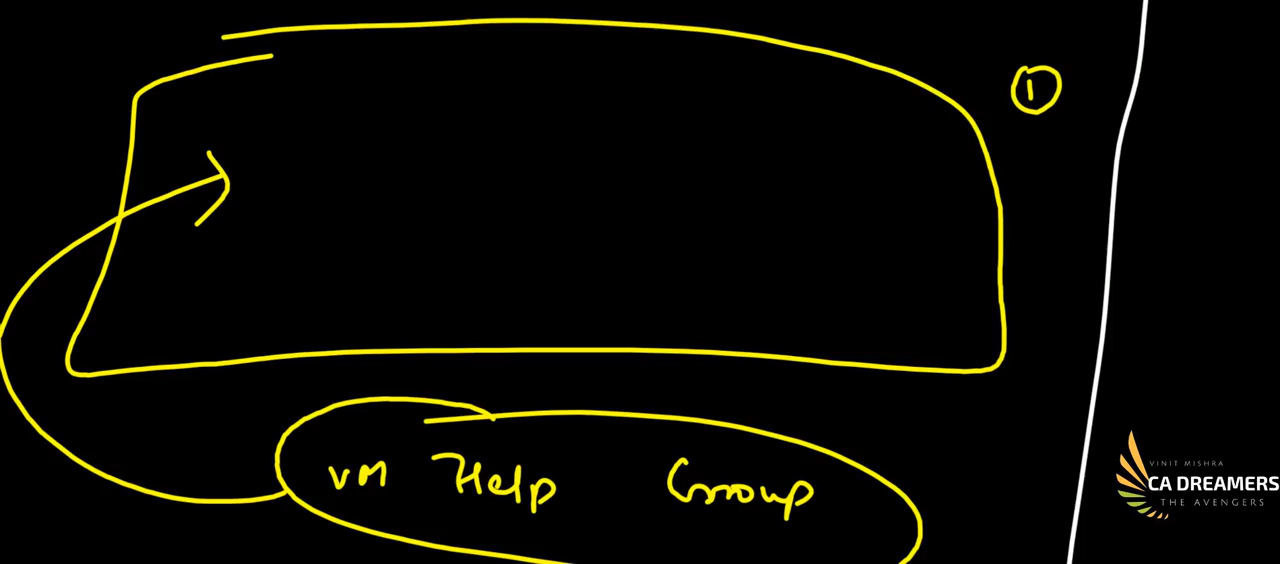 1
VM Help Group
VINIT MISHRA
CA DREAMERS
THE AVENGERS